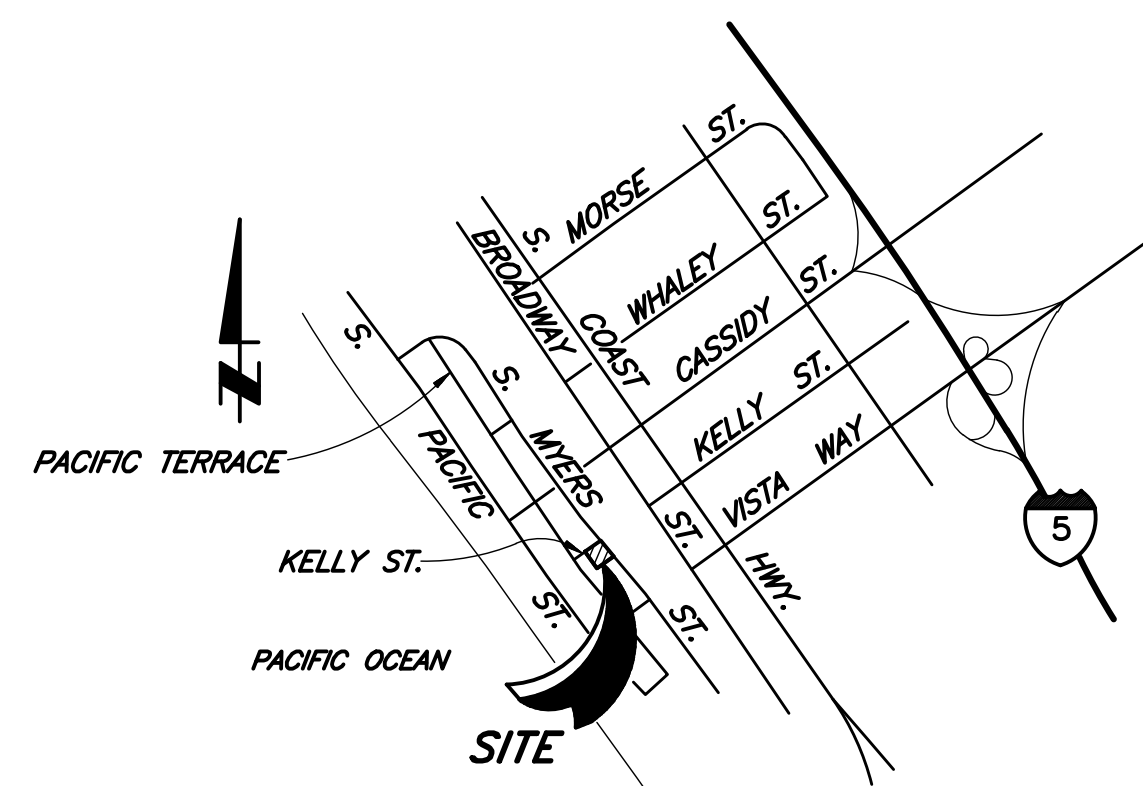 MORSE ST.
WHALEY ST.
CASSIDY ST.
KELLY ST.
VISTA WAY
S. COAST HWY.
BROADWAY ST.
S. MYERS ST.
S. PACIFIC ST.
N
PACIFIC TERRACE
KELLY ST.
PACIFIC OCEAN
SITE
5